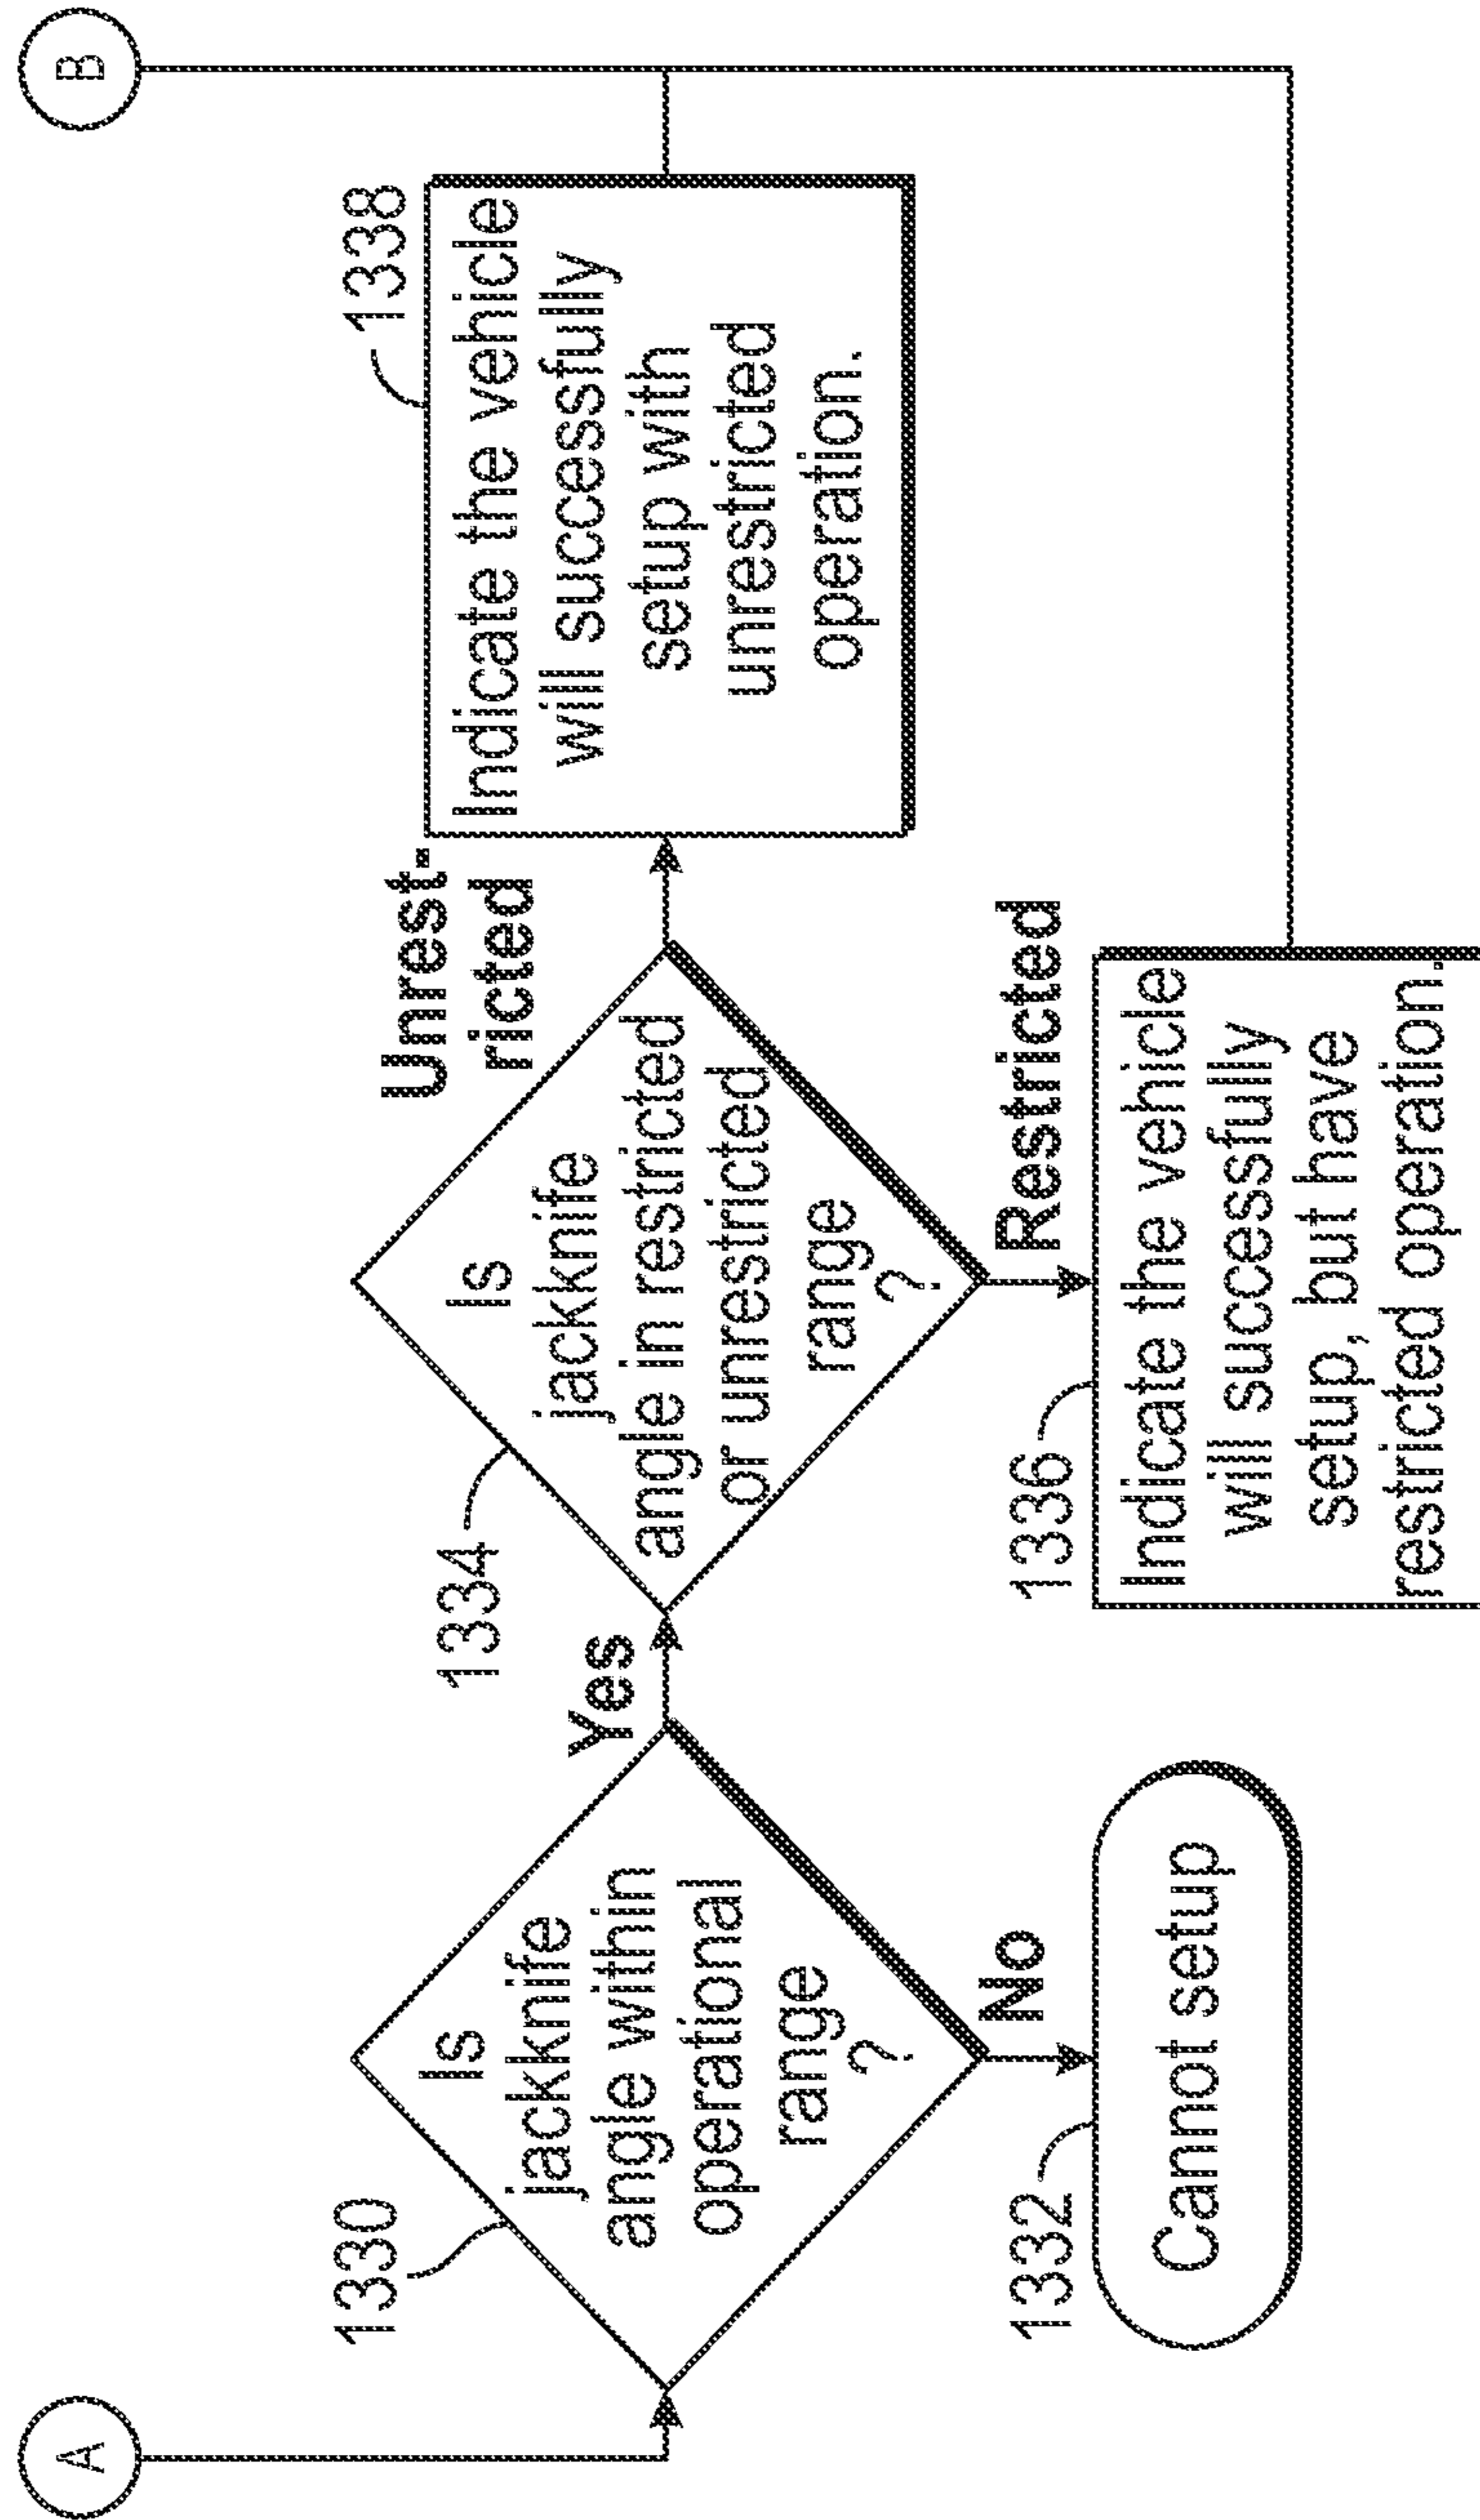 A
1330
Is
jackknife
angle within
operational
range
?
Yes
No
1332
Cannot setup
1334
Is
jackknife
angle in restricted
or unrestricted
range
?
Unrest-
ricted
Restricted
1336
Indicate the vehicle
will successfully
setup, but have
restricted operation.
1338
Indicate the vehicle
will successfully
setup with
unrestricted
operation.
B